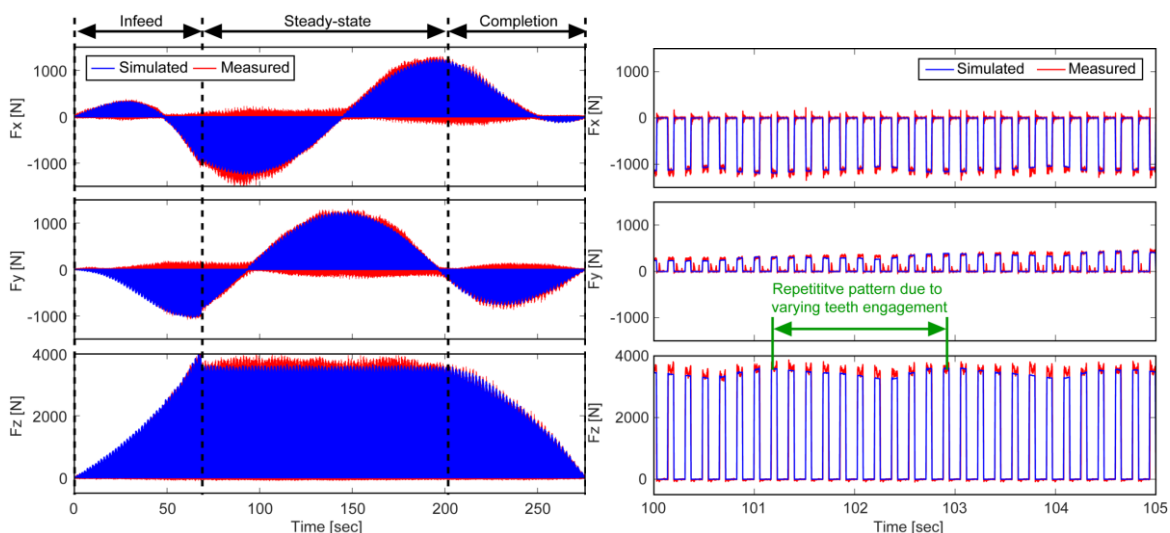 Infeed Steady-state Completion
Simulated Measured
Fx [N]
1000
0
-1000
Fy [N]
1000
0
-1000
Fz [N]
4000
2000
0
0 50 100 150 200 250
Time [sec]
Simulated Measured
Fx [N]
1000
0
-1000
Fy [N]
1000
0
-1000
Repetitive pattern due to
varying teeth engagement
Fz [N]
4000
2000
0
100 101 102 103 104 105
Time [sec]